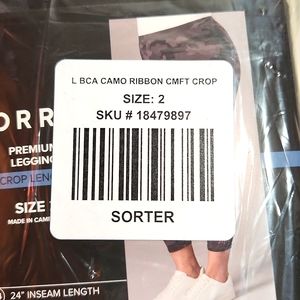 L BCA CAMO RIBBON CMFT CROP
SIZE: 2
SKU # 18479897
SORTER
ORR
PREMIUM
LEGGING
CROP LENG
SIZE
MADE IN CAM
24" INSEAM LENGTH